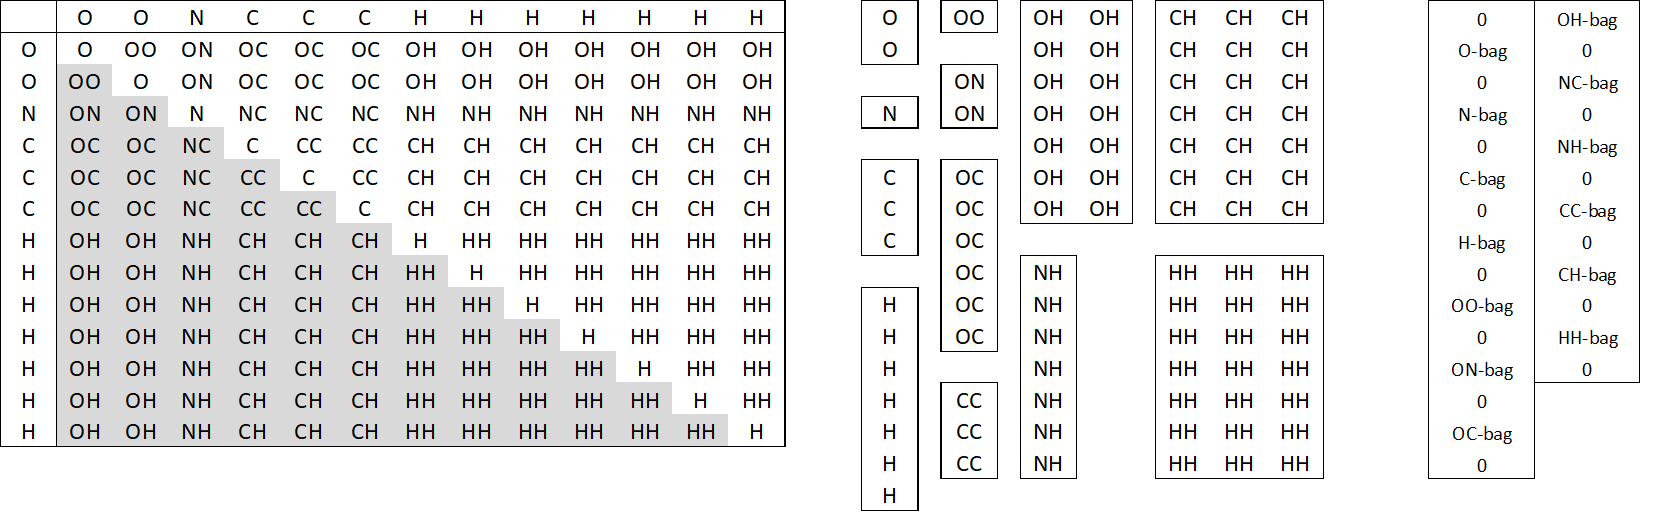 O O N C C C H H H H H H H
O O OO ON OC OC OC OH OH OH OH OH OH OH
O OO O ON OC OC OC OH OH OH OH OH OH OH
N ON ON N NC NC NC NH NH NH NH NH NH NH
C OC OC NC C CC CC CH CH CH CH CH CH CH
C OC OC NC CC C CC CH CH CH CH CH CH CH
C OC OC NC CC CC C CH CH CH CH CH CH CH
H OH OH NH CH CH CH H HH HH HH HH HH HH
H OH OH NH CH CH CH HH H HH HH HH HH HH
H OH OH NH CH CH CH HH HH H HH HH HH HH
H OH OH NH CH CH CH HH HH HH H HH HH HH
H OH OH NH CH CH CH HH HH HH HH H HH HH
H OH OH NH CH CH CH HH HH HH HH HH H HH
H OH OH NH CH CH CH HH HH HH HH HH HH H
O
O
N
C
C
C
H
H
H
H
H
H
H
OO
ON
ON
OC
OC
OC
OC
OC
OC
CC
CC
CC
OH OH
OH OH
OH OH
OH OH
OH OH
OH OH
OH OH
NH
NH
NH
NH
NH
NH
NH
CH CH CH
CH CH CH
CH CH CH
CH CH CH
CH CH CH
CH CH CH
CH CH CH
HH HH HH
HH HH HH
HH HH HH
HH HH HH
HH HH HH
HH HH HH
HH HH HH
0
O-bag
0
N-bag
0
C-bag
0
H-bag
0
OO-bag
0
ON-bag
0
OC-bag
0
OH-bag
0
NC-bag
0
NH-bag
0
CC-bag
0
CH-bag
0
HH-bag
0